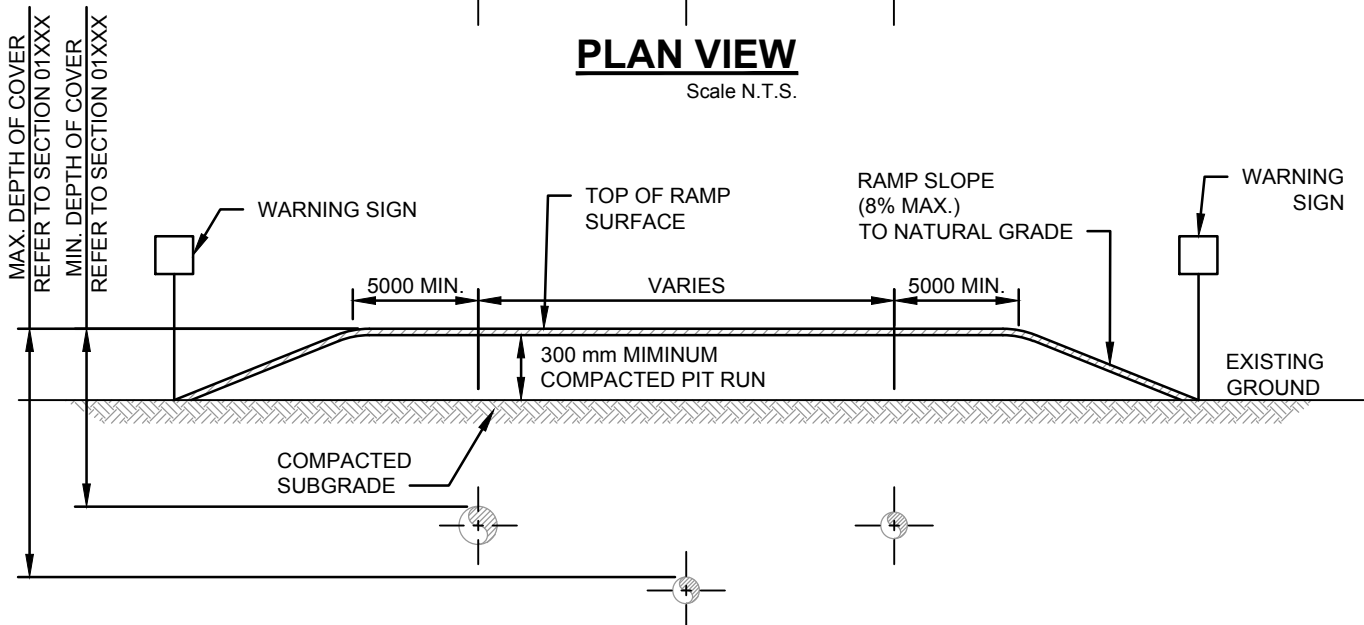 PLAN VIEW
Scale N.T.S.
MAX. DEPTH OF COVER
REFER TO SECTION 01XXX
MIN. DEPTH OF COVER
REFER TO SECTION 01XXX
WARNING SIGN
TOP OF RAMP
SURFACE
RAMP SLOPE
(8% MAX.)
TO NATURAL GRADE
WARNING
SIGN
5000 MIN.
VARIES
5000 MIN.
300 mm MIMINUM
COMPACTED PIT RUN
EXISTING
GROUND
COMPACTED
SUBGRADE